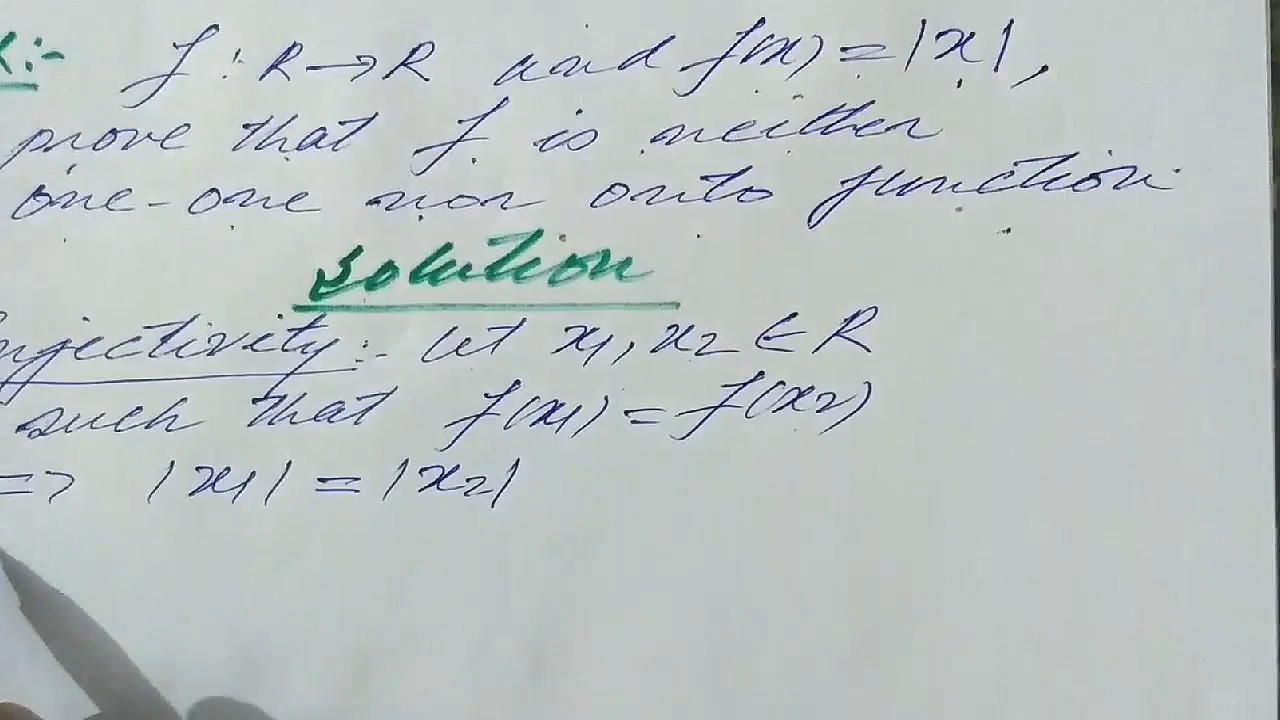 f : R → R and f(x) = |x|,
prove that f is neither
one-one nor onto function.
Solution
njectivity:- let x1, x2 ∈ R
such that f(x1) = f(x2)
=> |x1| = |x2|